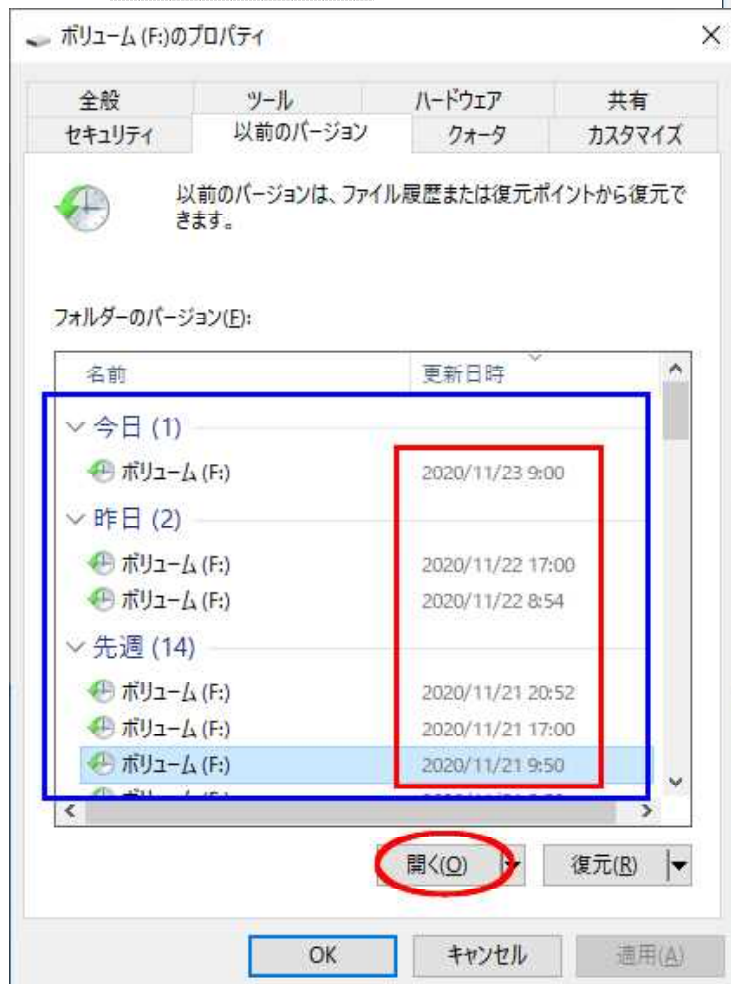 ボリューム (F:)のプロパティ
全般 ツール ハードウェア 共有
セキュリティ 以前のバージョン クォータ カスタマイズ
以前のバージョンは、ファイル履歴または復元ポイントから復元で
きます。
フォルダーのバージョン(F):
名前 更新日時
今日 (1)
ボリューム (F:) 2020/11/23 9:00
昨日 (2)
ボリューム (F:) 2020/11/22 17:00
ボリューム (F:) 2020/11/22 8:54
先週 (14)
ボリューム (F:) 2020/11/21 20:52
ボリューム (F:) 2020/11/21 17:00
ボリューム (F:) 2020/11/21 9:50
開く(O) 復元(R)
OK キャンセル 適用(A)